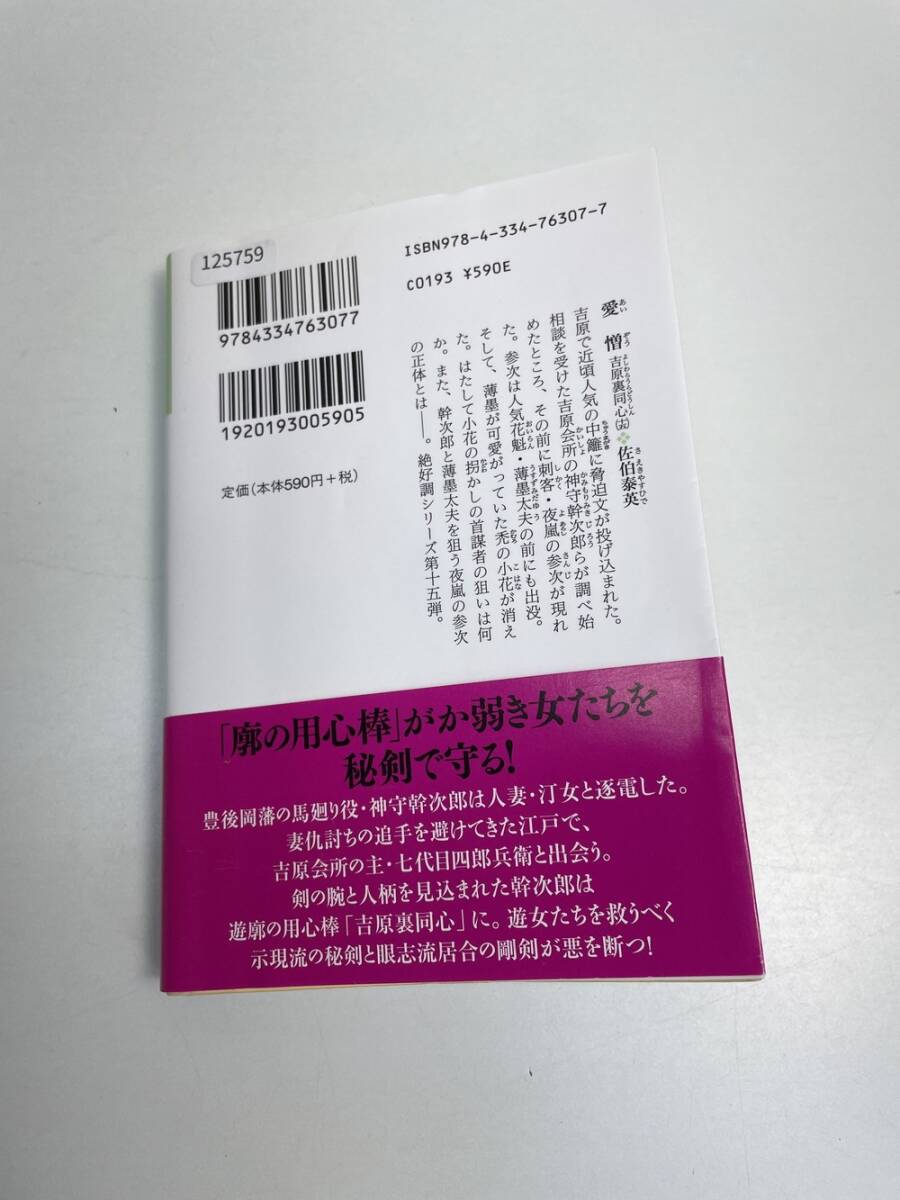 125759
9784334763077
1920193005905
定価(本体590円+税)
ISBN978-4-334-76307-7
C0193 ¥590E
愛憎 吉原裏同心(十五) 佐伯泰英
吉原で近頃人気の中籬に脅迫文が投げ込まれた。
相談を受けた吉原会所の神守幹次郎らが調べ始
めたところ、その前に刺客・夜嵐の参次が現れ
た。参次は人気花魁・薄墨太夫の前にも出没。
そして、薄墨が可愛がっていた禿の小花が消え
た。はたして小花の拐かしの首謀者の狙いは何
か。また、幹次郎と薄墨太夫を狙う夜嵐の参次
の正体とは――。絶好調シリーズ第十五弾。
「廓の用心棒」がか弱き女たちを
秘剣で守る!
豊後岡藩の馬廻り役・神守幹次郎は人妻・汀女と逐電した。
妻仇討ちの追手を避けてきた江戸で、
吉原会所の主・七代目四郎兵衛と出会う。
剣の腕と人柄を見込まれた幹次郎は
遊廓の用心棒「吉原裏同心」に。遊女たちを救うべく
示現流の秘剣と眼志流居合の剛剣が悪を断つ!